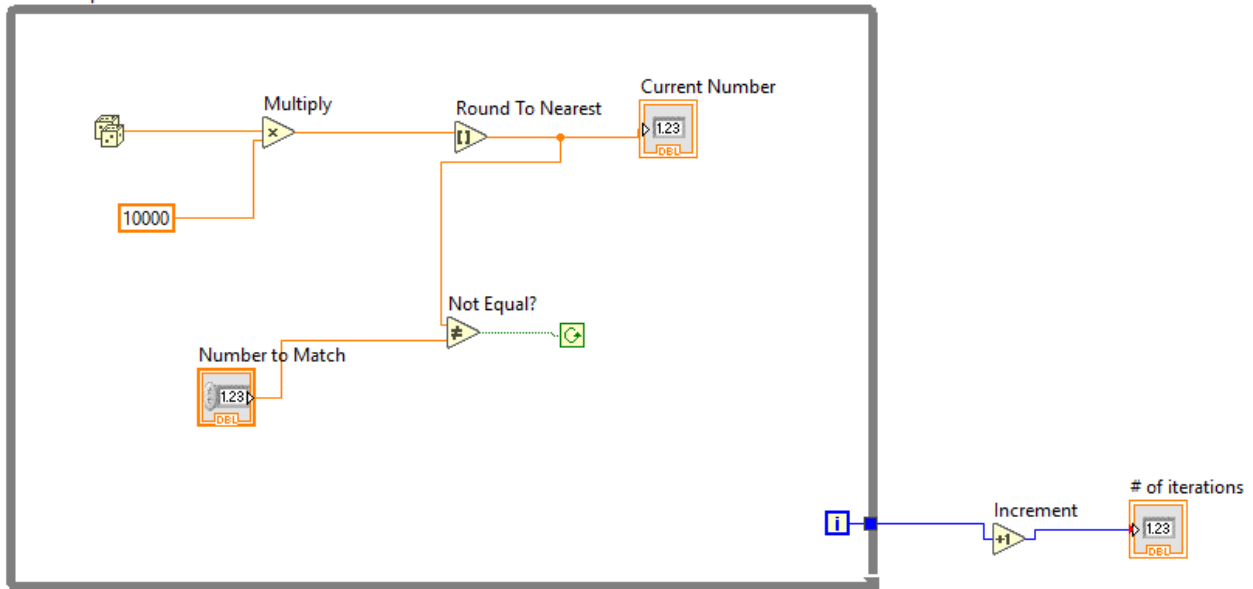 Multiply
Round To Nearest
Current Number
1.23
DBL
10000
Not Equal?
Number to Match
1.23
DBL
i
Increment
+1
# of iterations
1.23
DBL